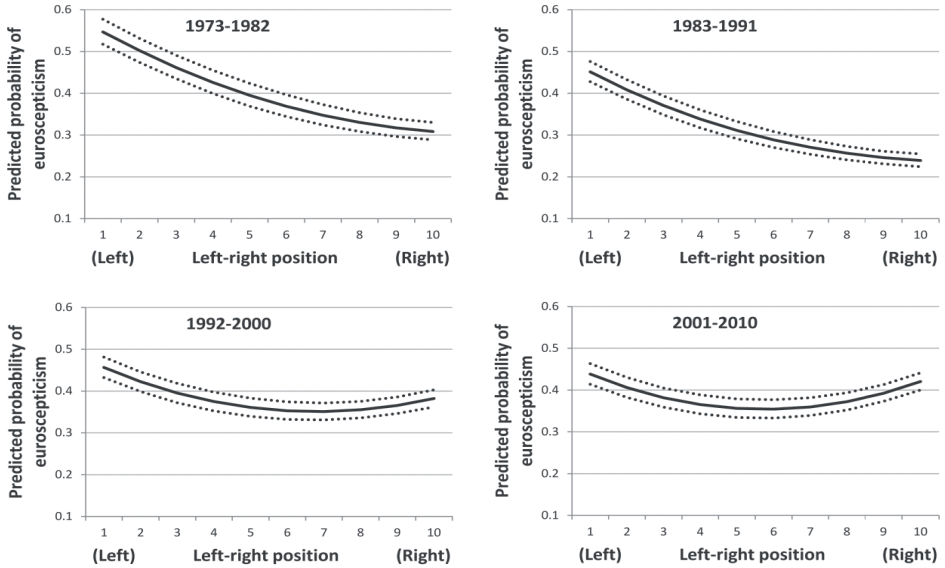 1973-1982
Predicted probability of
euroscepticism
0.6
0.5
0.4
0.3
0.2
0.1
1 2 3 4 5 6 7 8 9 10
(Left) Left-right position (Right)
1983-1991
Predicted probability of
euroscepticism
0.6
0.5
0.4
0.3
0.2
0.1
1 2 3 4 5 6 7 8 9 10
(Left) Left-right position (Right)
1992-2000
Predicted probability of
euroscepticism
0.6
0.5
0.4
0.3
0.2
0.1
1 2 3 4 5 6 7 8 9 10
(Left) Left-right position (Right)
2001-2010
Predicted probability of
euroscepticism
0.6
0.5
0.4
0.3
0.2
0.1
1 2 3 4 5 6 7 8 9 10
(Left) Left-right position (Right)